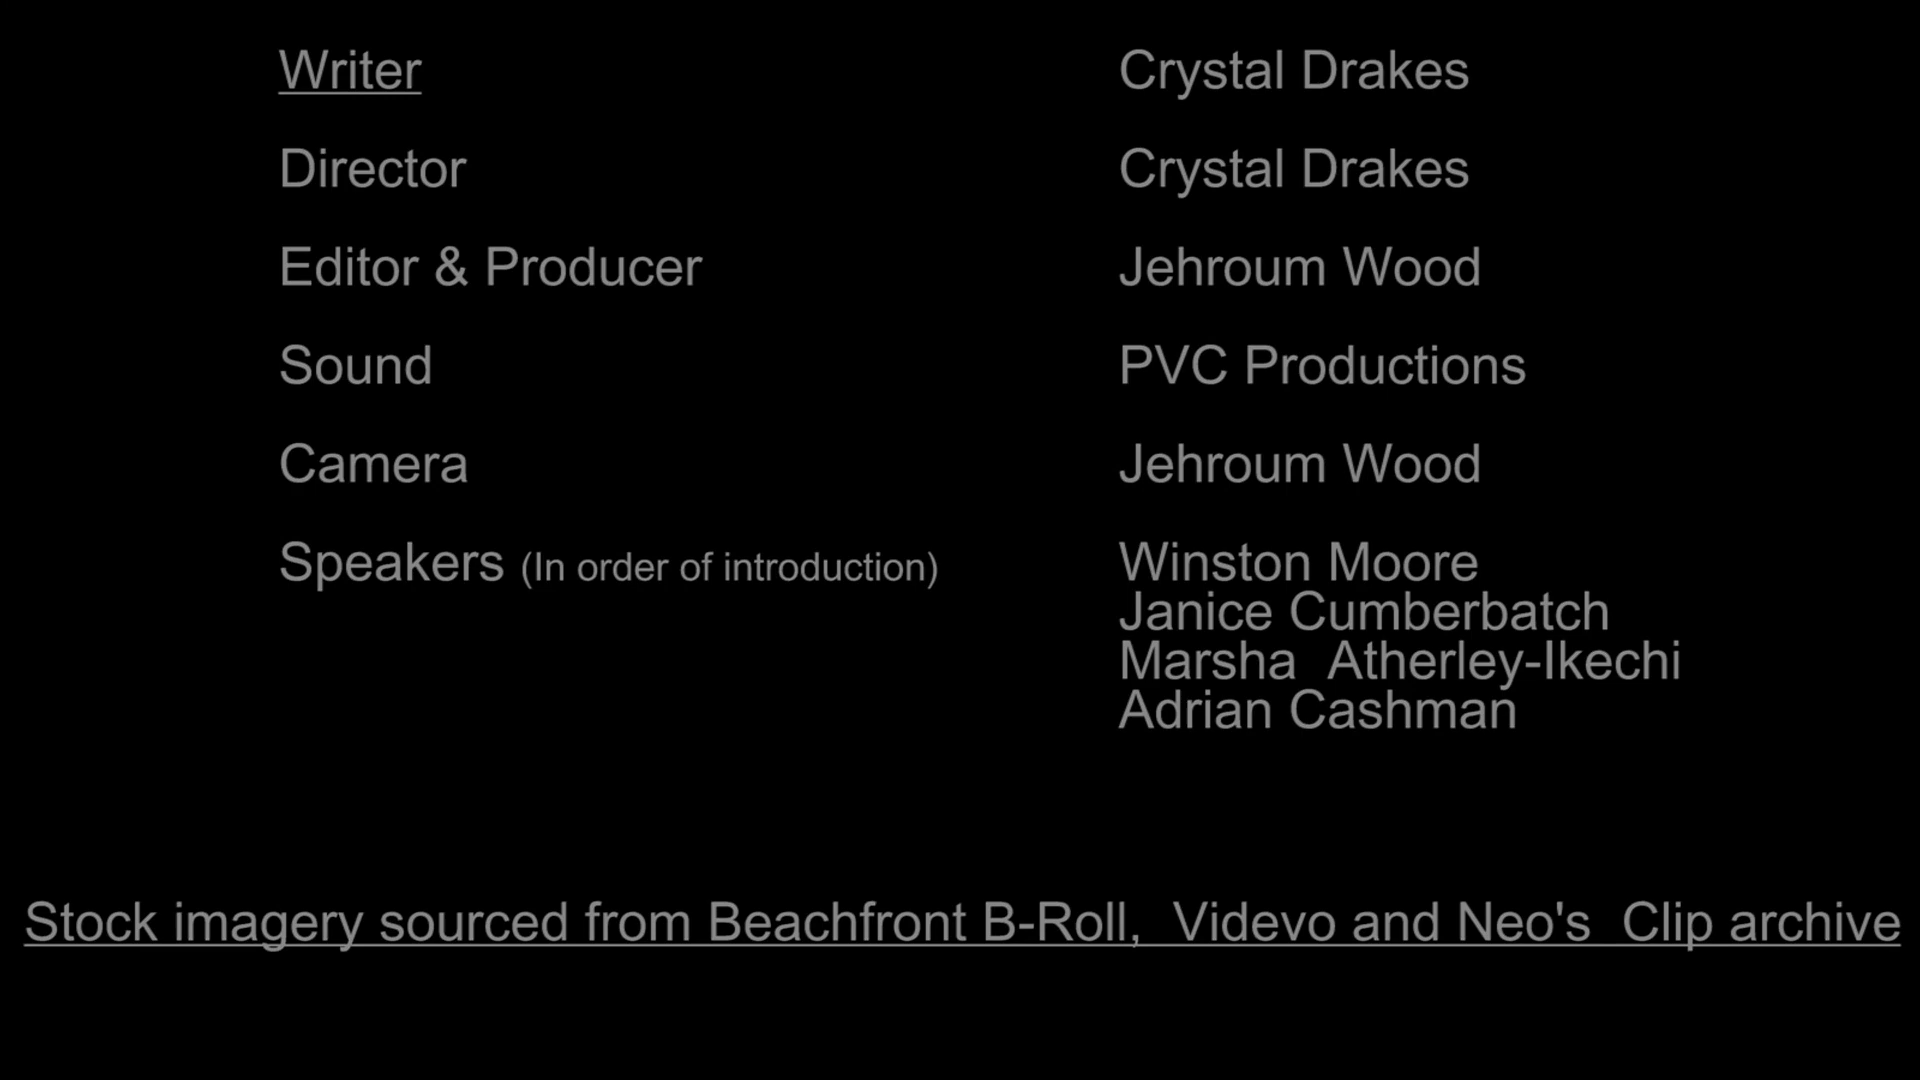 Writer Crystal Drakes
Director Crystal Drakes
Editor & Producer Jehroum Wood
Sound PVC Productions
Camera Jehroum Wood
Speakers (In order of introduction) Winston Moore
Janice Cumberbatch
Marsha  Atherley-Ikechi
Adrian Cashman
Stock imagery sourced from Beachfront B-Roll,  Videvo and Neo's  Clip archive